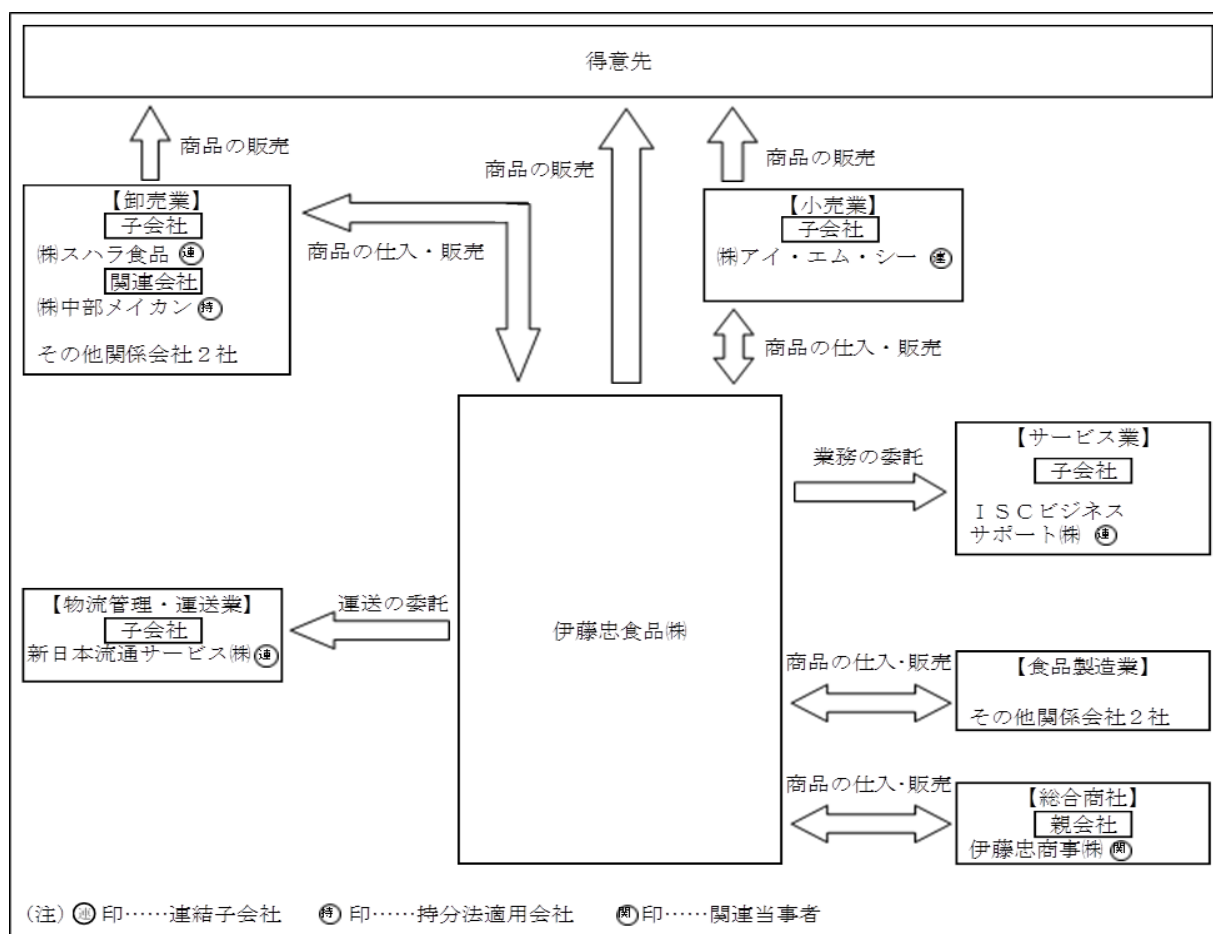 得意先
商品の販売
商品の販売
商品の販売
【卸売業】
子会社
㈱スハラ食品 ㊋連
関連会社
㈱中部メイカン 持
その他関係会社２社
商品の仕入・販売
【小売業】
子会社
㈱アイ・エム・シー 連
商品の仕入・販売
業務の委託
【サービス業】
子会社
ＩＳＣビジネス
サポート㈱ 連
【物流管理・運送業】
子会社
新日本流通サービス㈱ 連
運送の委託
伊藤忠食品㈱
商品の仕入・販売
【食品製造業】
その他関係会社２社
商品の仕入・販売
【総合商社】
親会社
伊藤忠商事㈱ 関
(注) 連 印……連結子会社 持 印……持分法適用会社 関 印……関連当事者